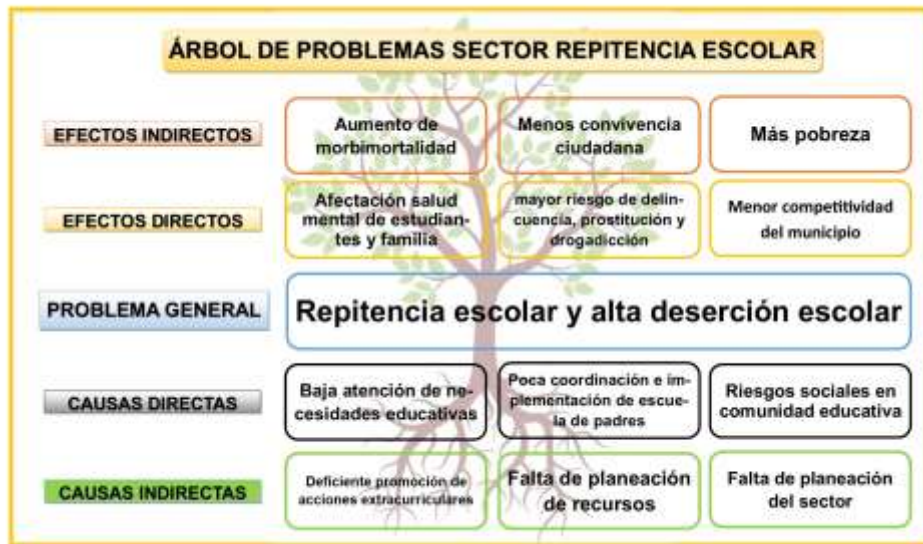 ÁRBOL DE PROBLEMAS SECTOR REPITENCIA ESCOLAR
EFECTOS INDIRECTOS
Aumento de
morbimortalidad
Menos convivencia
ciudadana
Más pobreza
EFECTOS DIRECTOS
Afectación salud
mental de estudian-
tes y familia
mayor riesgo de delin-
cuencia, prostitución y
drogadicción
Menor competitividad
del municipio
PROBLEMA GENERAL
Repitencia escolar y alta deserción escolar
CAUSAS DIRECTAS
Baja atención de ne-
cesidades educativas
Poca coordinación e im-
plementación de escue-
la de padres
Riesgos sociales en
comunidad educativa
CAUSAS INDIRECTAS
Deficiente promoción de
acciones extracurriculares
Falta de planeación
de recursos
Falta de planeación
del sector